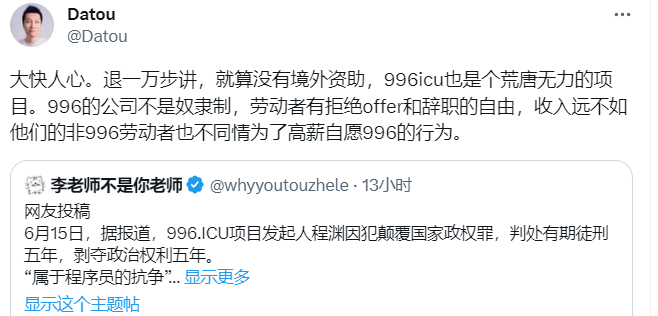 Datou
@Datou
大快人心。退一万步讲，就算没有境外资助，996icu也是个荒唐无力的项
目。996的公司不是奴隶制，劳动者有拒绝offer和辞职的自由，收入远不如
他们的非996劳动者也不同情为了高薪自愿996的行为。
李老师不是你老师 @whyyoutouzhele · 13小时
网友投稿
6月15日，据报道，996.ICU项目发起人程渊因犯颠覆国家政权罪，判处有期徒刑
五年，剥夺政治权利五年。
“属于程序员的抗争”... 显示更多
显示这个主题帖